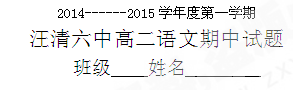 2014------2015 学年度第一学期
汪清六中高二语文期中试题
班级____姓名________